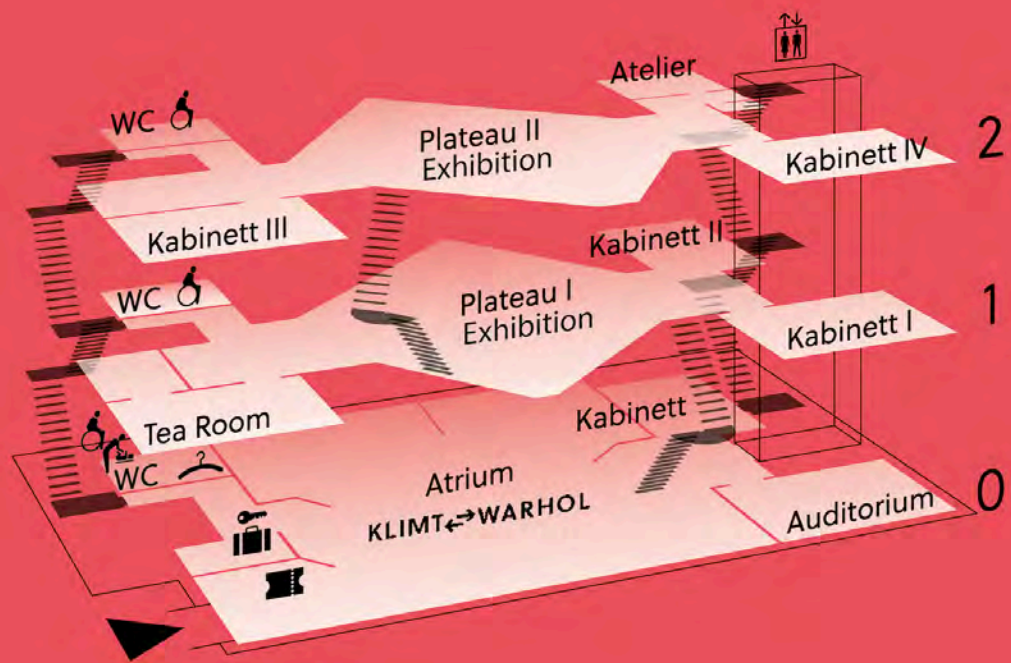 Atelier
WC
Plateau II
Exhibition
2
Kabinett IV
Kabinett III
Kabinett II
WC
Plateau I
Exhibition
1
Kabinett I
Tea Room
Kabinett
WC
Atrium
KLIMT⇄WARHOL
0
Auditorium